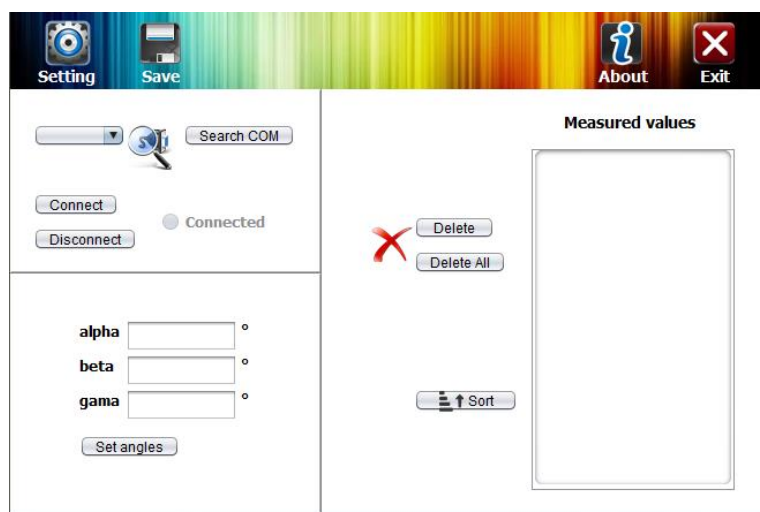 Setting Save About Exit
Search COM
Connect
Connected
Disconnect
alpha °
beta °
gama °
Set angles
Measured values
Delete
Delete All
Sort